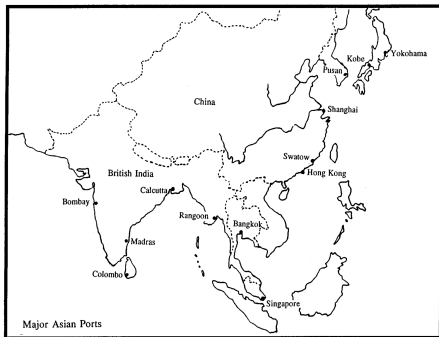 Yokohama
Kobe
Pusan
China
Shanghai
Swatow
Hong Kong
British India
Calcutta
Bombay
Rangoon
Bangkok
Madras
Colombo
Singapore
Major Asian Ports